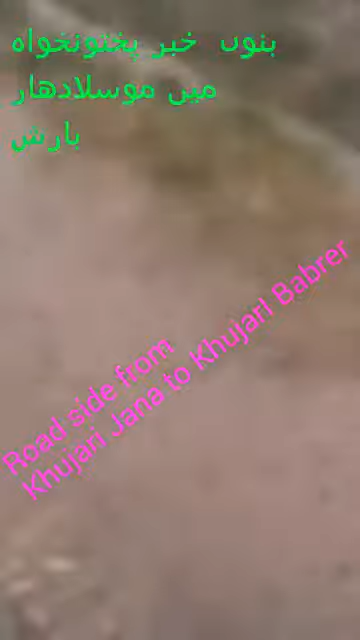 بنوں خبر پختونخواہ
میں موسلادھار
بارش
Road side from
Khujari Jana to Khujari Babrer